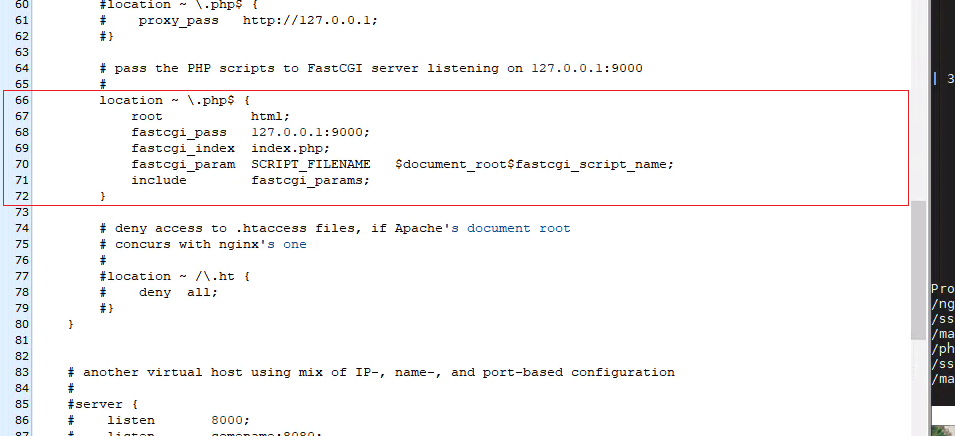 60 #location ~ \.php$ {
61 #    proxy_pass   http://127.0.0.1;
62 #}
63
64 # pass the PHP scripts to FastCGI server listening on 127.0.0.1:9000
65 #
66 location ~ \.php$ {
67     root           html;
68     fastcgi_pass   127.0.0.1:9000;
69     fastcgi_index  index.php;
70     fastcgi_param  SCRIPT_FILENAME   $document_root$fastcgi_script_name;
71     include        fastcgi_params;
72 }
73
74 # deny access to .htaccess files, if Apache's document root
75 # concurs with nginx's one
76 #
77 #location ~ /\.ht {
78 #    deny  all;
79 #}
80 }
81
82
83 # another virtual host using mix of IP-, name-, and port-based configuration
84 #
85 #server {
86 #    listen       8000;
87 #    listen       somename:8080;
| 3
Pro
/ng
/ss
/ma
/ph
/ss
/ma